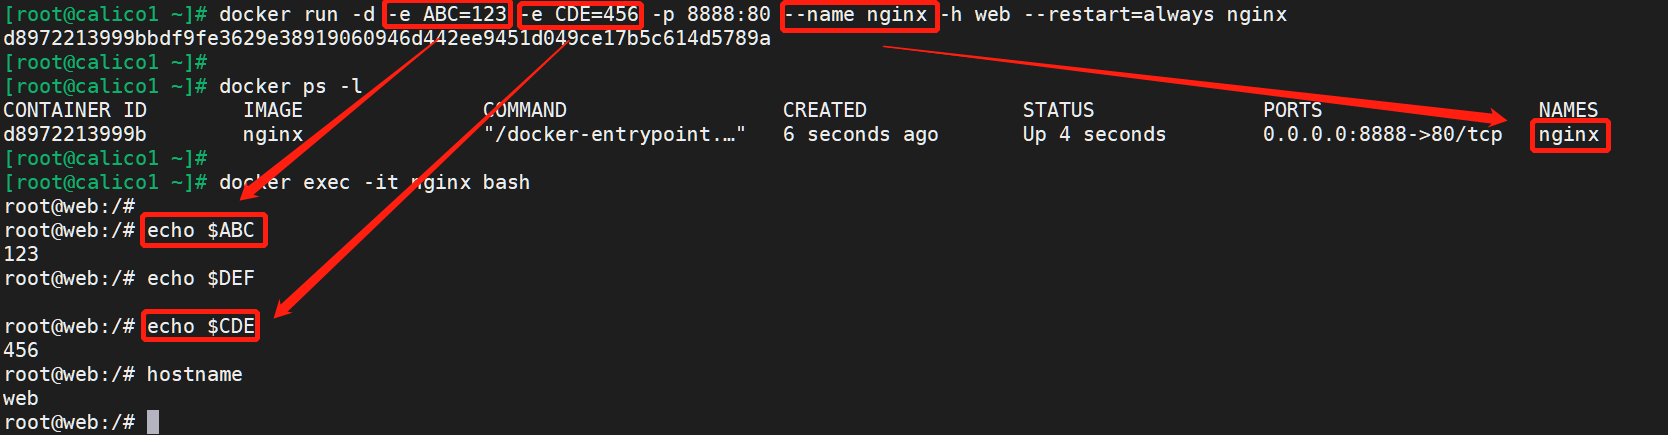 [root@calico1 ~]# docker run -d -e ABC=123 -e CDE=456 -p 8888:80 --name nginx -h web --restart=always nginx
d8972213999bbdf9fe3629e38919060946d442ee9451d049ce17b5c614d5789a
[root@calico1 ~]#
[root@calico1 ~]# docker ps -l
CONTAINER ID        IMAGE               COMMAND                  CREATED             STATUS              PORTS                  NAMES
d8972213999b        nginx               "/docker-entrypoint.…"   6 seconds ago       Up 4 seconds        0.0.0.0:8888->80/tcp   nginx
[root@calico1 ~]#
[root@calico1 ~]# docker exec -it nginx bash
root@web:/#
root@web:/# echo $ABC
123
root@web:/# echo $DEF
root@web:/# echo $CDE
456
root@web:/# hostname
web
root@web:/#